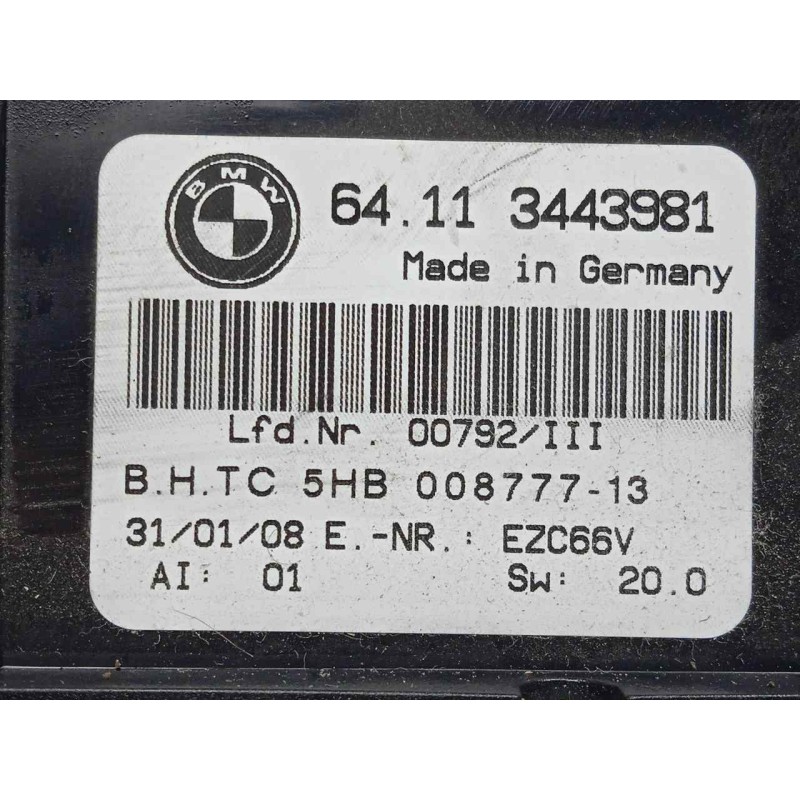 BMW
64.11 3443981
Made in Germany
Lfd.Nr. 00792/III
B.H.TC 5HB 008777-13
31/01/08 E.-NR.: EZC66V
AI: 01 SW: 20.0